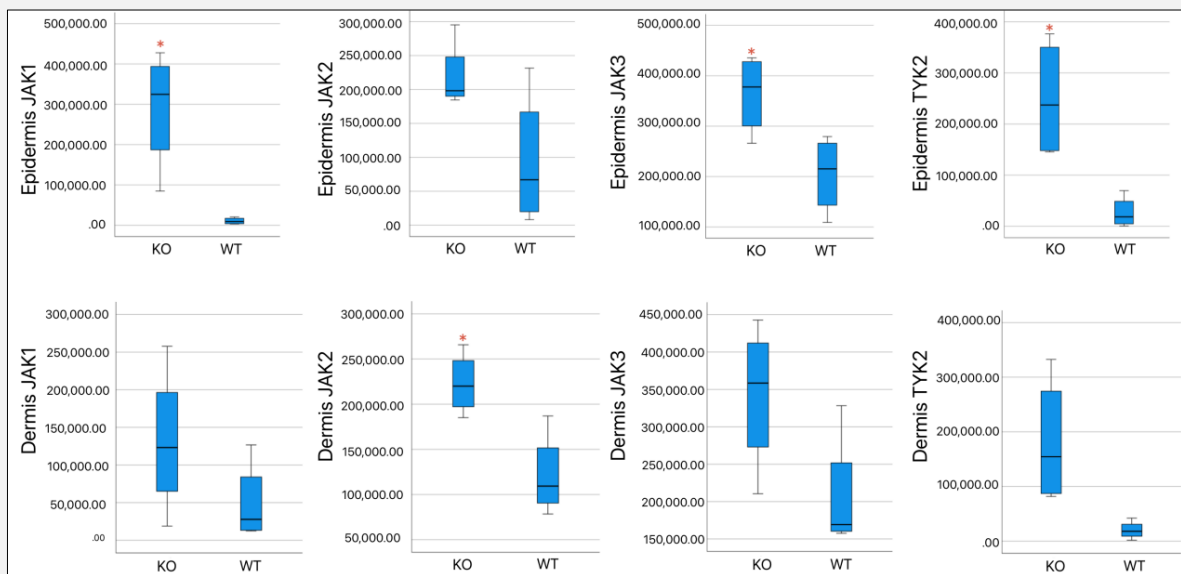 Epidermis JAK1
500,000.00
400,000.00
300,000.00
200,000.00
100,000.00
.00
*
KO
WT
Epidermis JAK2
300,000.00
250,000.00
200,000.00
150,000.00
100,000.00
50,000.00
.00
KO
WT
Epidermis JAK3
500,000.00
400,000.00
300,000.00
200,000.00
100,000.00
*
KO
WT
Epidermis TYK2
400,000.00
300,000.00
200,000.00
100,000.00
.00
*
KO
WT
Dermis JAK1
300,000.00
250,000.00
200,000.00
150,000.00
100,000.00
50,000.00
.00
KO
WT
Dermis JAK2
300,000.00
250,000.00
200,000.00
150,000.00
100,000.00
50,000.00
*
KO
WT
Dermis JAK3
450,000.00
400,000.00
350,000.00
300,000.00
250,000.00
200,000.00
150,000.00
KO
WT
Dermis TYK2
400,000.00
300,000.00
200,000.00
100,000.00
.00
KO
WT